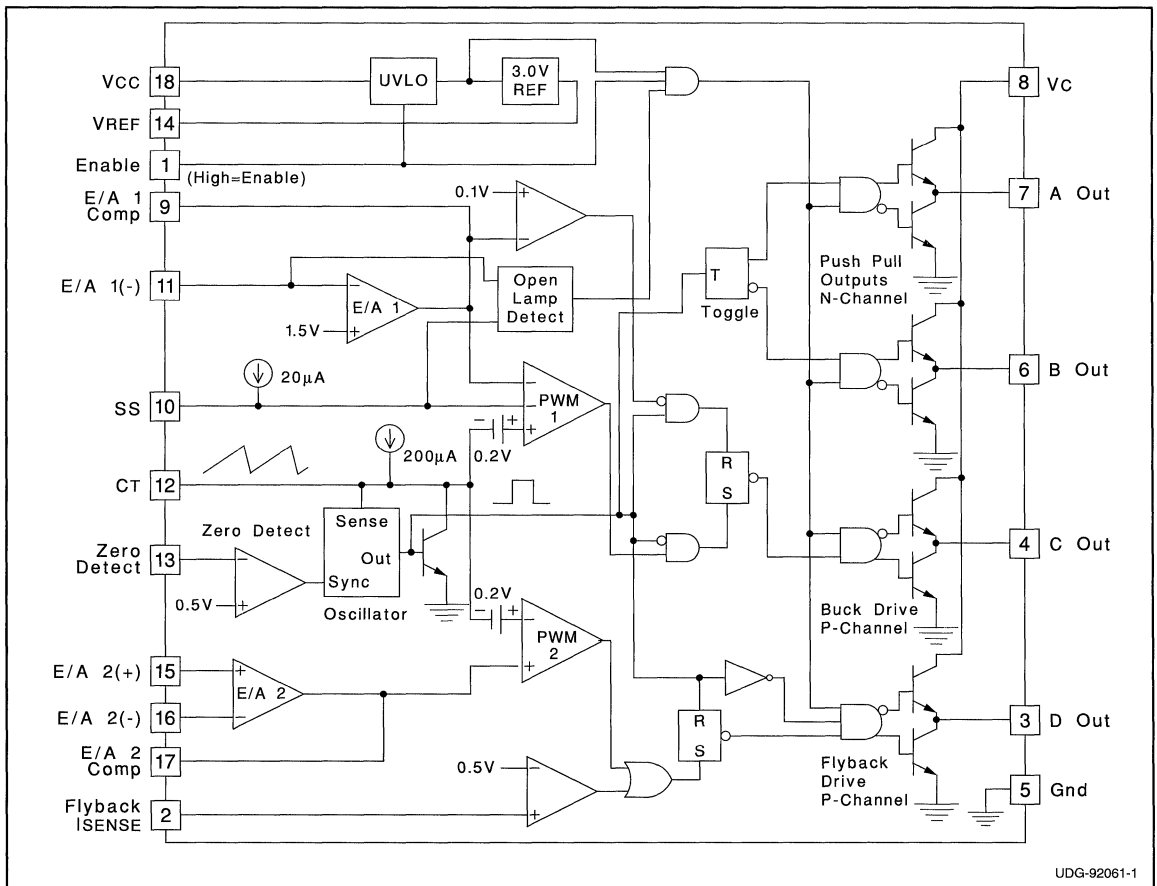 VCC 18
UVLO
3.0V
REF
8 VC
VREF 14
Enable 1
(High=Enable)
E/A 1
Comp 9
0.1V
+
−
7 A Out
E/A 1(-) 11
−
E/A 1
1.5V +
Open
Lamp
Detect
T
Toggle
Push Pull
Outputs
N-Channel
20µA
SS 10
−
−
+
PWM
1
6 B Out
− +
0.2V
200µA
CT 12
R
S
Zero Detect
Sense
Out
Sync
Oscillator
Zero
Detect 13
−
0.5V +
4 C Out
0.2V
− +
−
+
PWM
2
Buck Drive
P-Channel
E/A 2(+) 15
+
E/A 2
−
E/A 2(-) 16
E/A 2
Comp 17
R
S
3 D Out
0.5V −
+
Flyback
Drive
P-Channel
5 Gnd
Flyback
ISENSE 2
UDG-92061-1